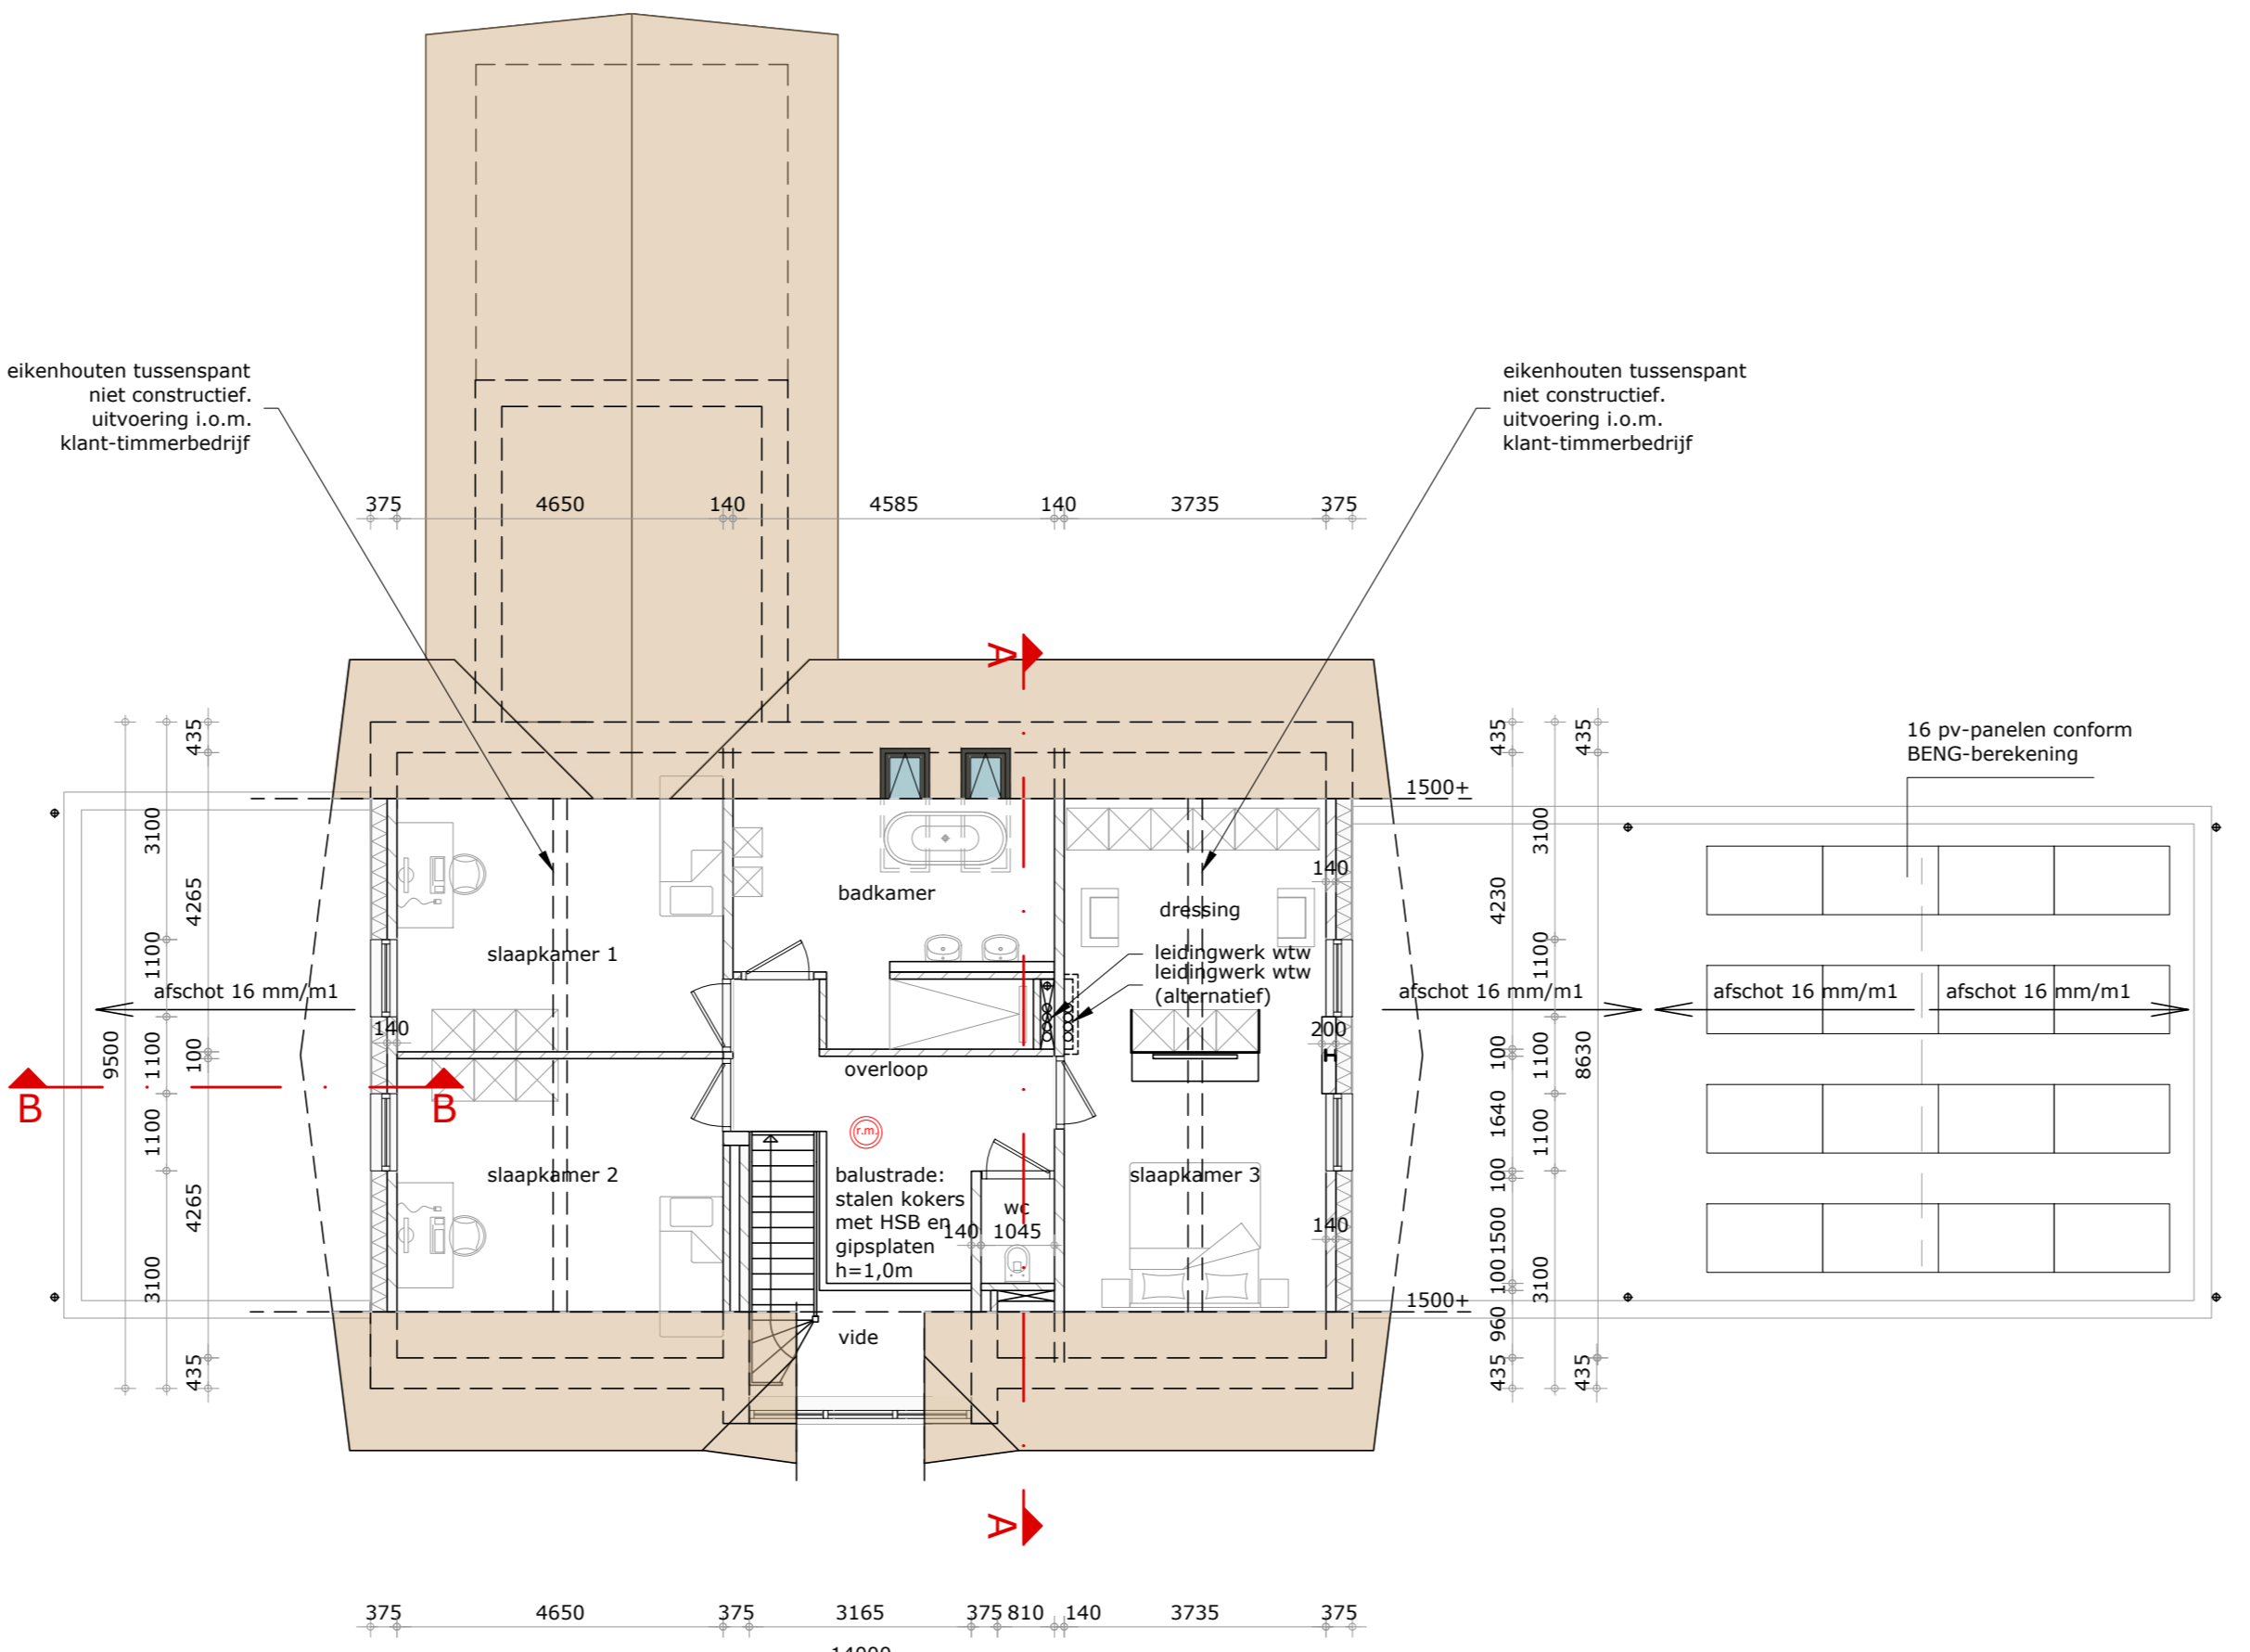 eikenhouten tussenspant
niet constructief.
uitvoering i.o.m.
klant-timmerbedrijf
eikenhouten tussenspant
niet constructief.
uitvoering i.o.m.
klant-timmerbedrijf
375 4650 140 4585 140 3735 375
A
16 pv-panelen conform
BENG-berekening
435
3100
4265
1100
9500
1100
100
1100
4265
3100
435
1500+
435
4230
100
1640
100
1500
100
960
435
3100
1100
1100
1100
3100
435
8630
435
140
badkamer
dressing
slaapkamer 1
leidingwerk wtw
leidingwerk wtw
(alternatief)
afschot 16 mm/m1
afschot 16 mm/m1
afschot 16 mm/m1
afschot 16 mm/m1
140
200
overloop
B
B
r.m.
slaapkamer 2
balustrade:
stalen kokers
met HSB en
gipsplaten
h=1,0m
wc
140 1045
slaapkamer 3
140
1500+
vide
A
375 4650 375 3165 375 810 140 3735 375